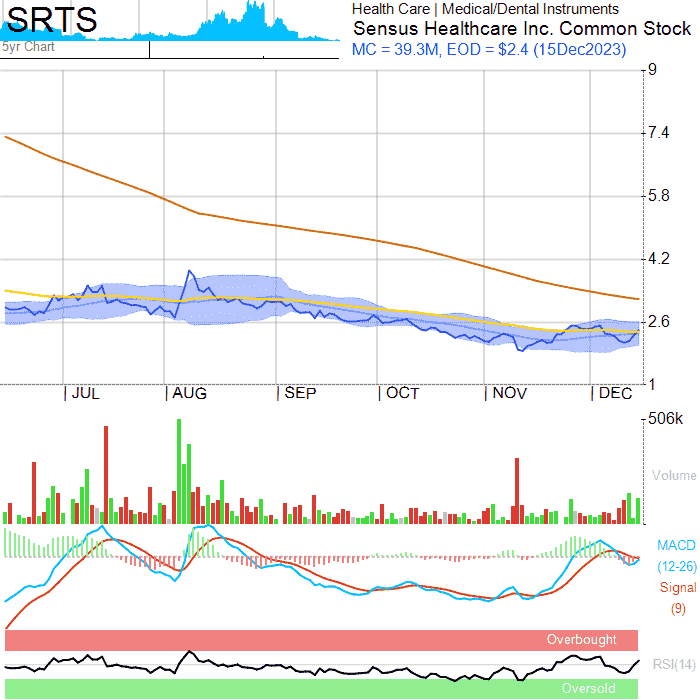 SRTS
5yr Chart
Health Care | Medical/Dental Instruments
Sensus Healthcare Inc. Common Stock
MC = 39.3M, EOD = $2.4 (15Dec2023)
9
7.4
5.8
4.2
2.6
1
JUL
AUG
SEP
OCT
NOV
DEC
506k
Volume
MACD
(12-26)
Signal
(9)
Overbought
RSI(14)
Oversold